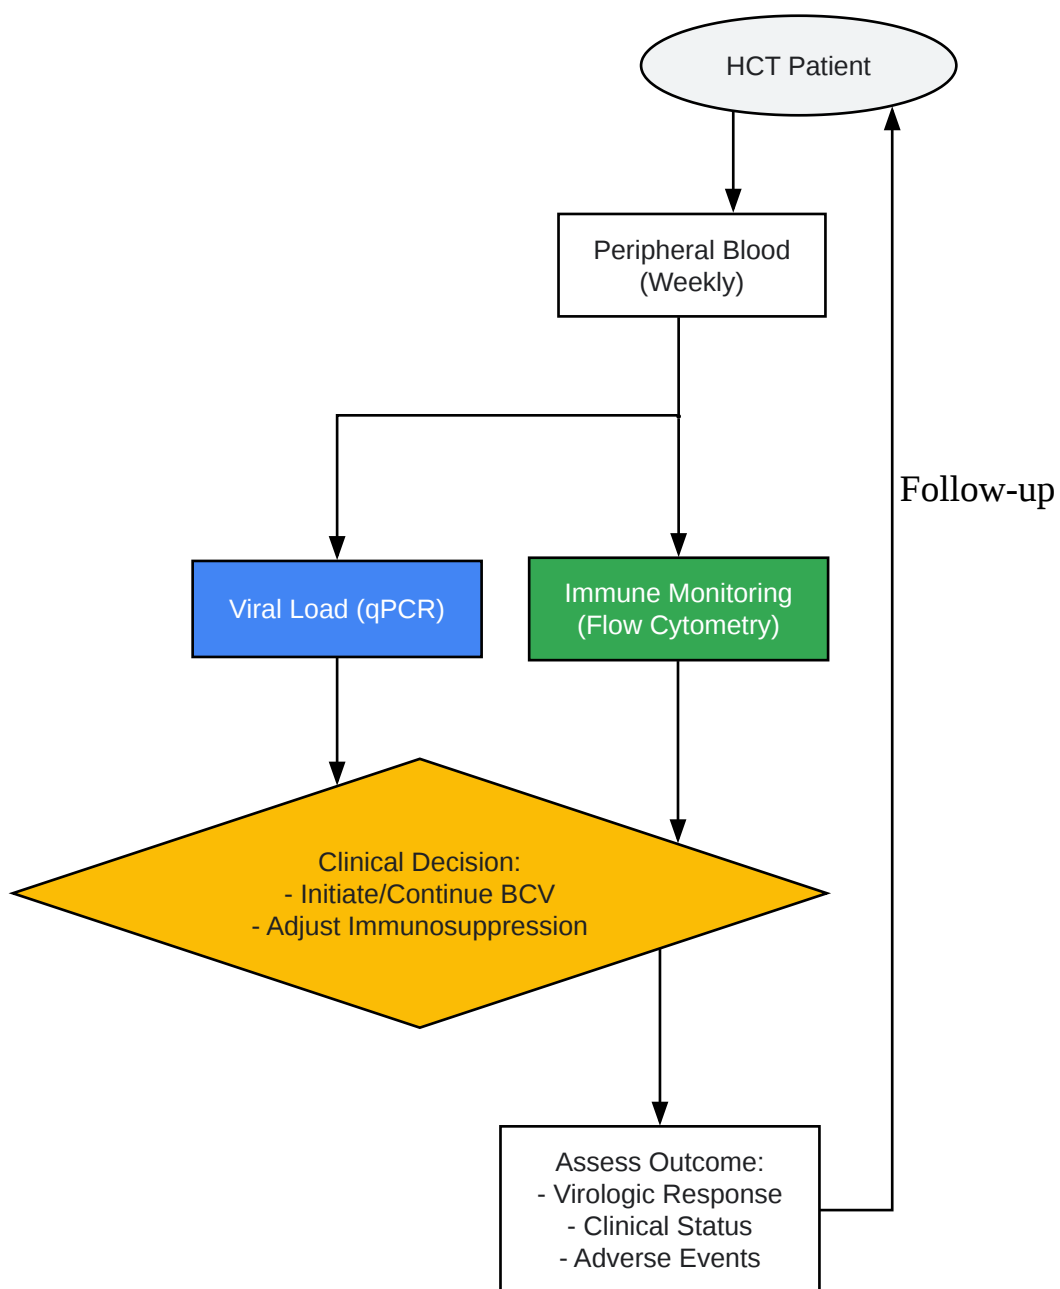 HCT Patient
Peripheral Blood
(Weekly)
Follow-up
Viral Load (qPCR)
Immune Monitoring
(Flow Cytometry)
Clinical Decision:
- Initiate/Continue BCV
- Adjust Immunosuppression
Assess Outcome:
- Virologic Response
- Clinical Status
- Adverse Events